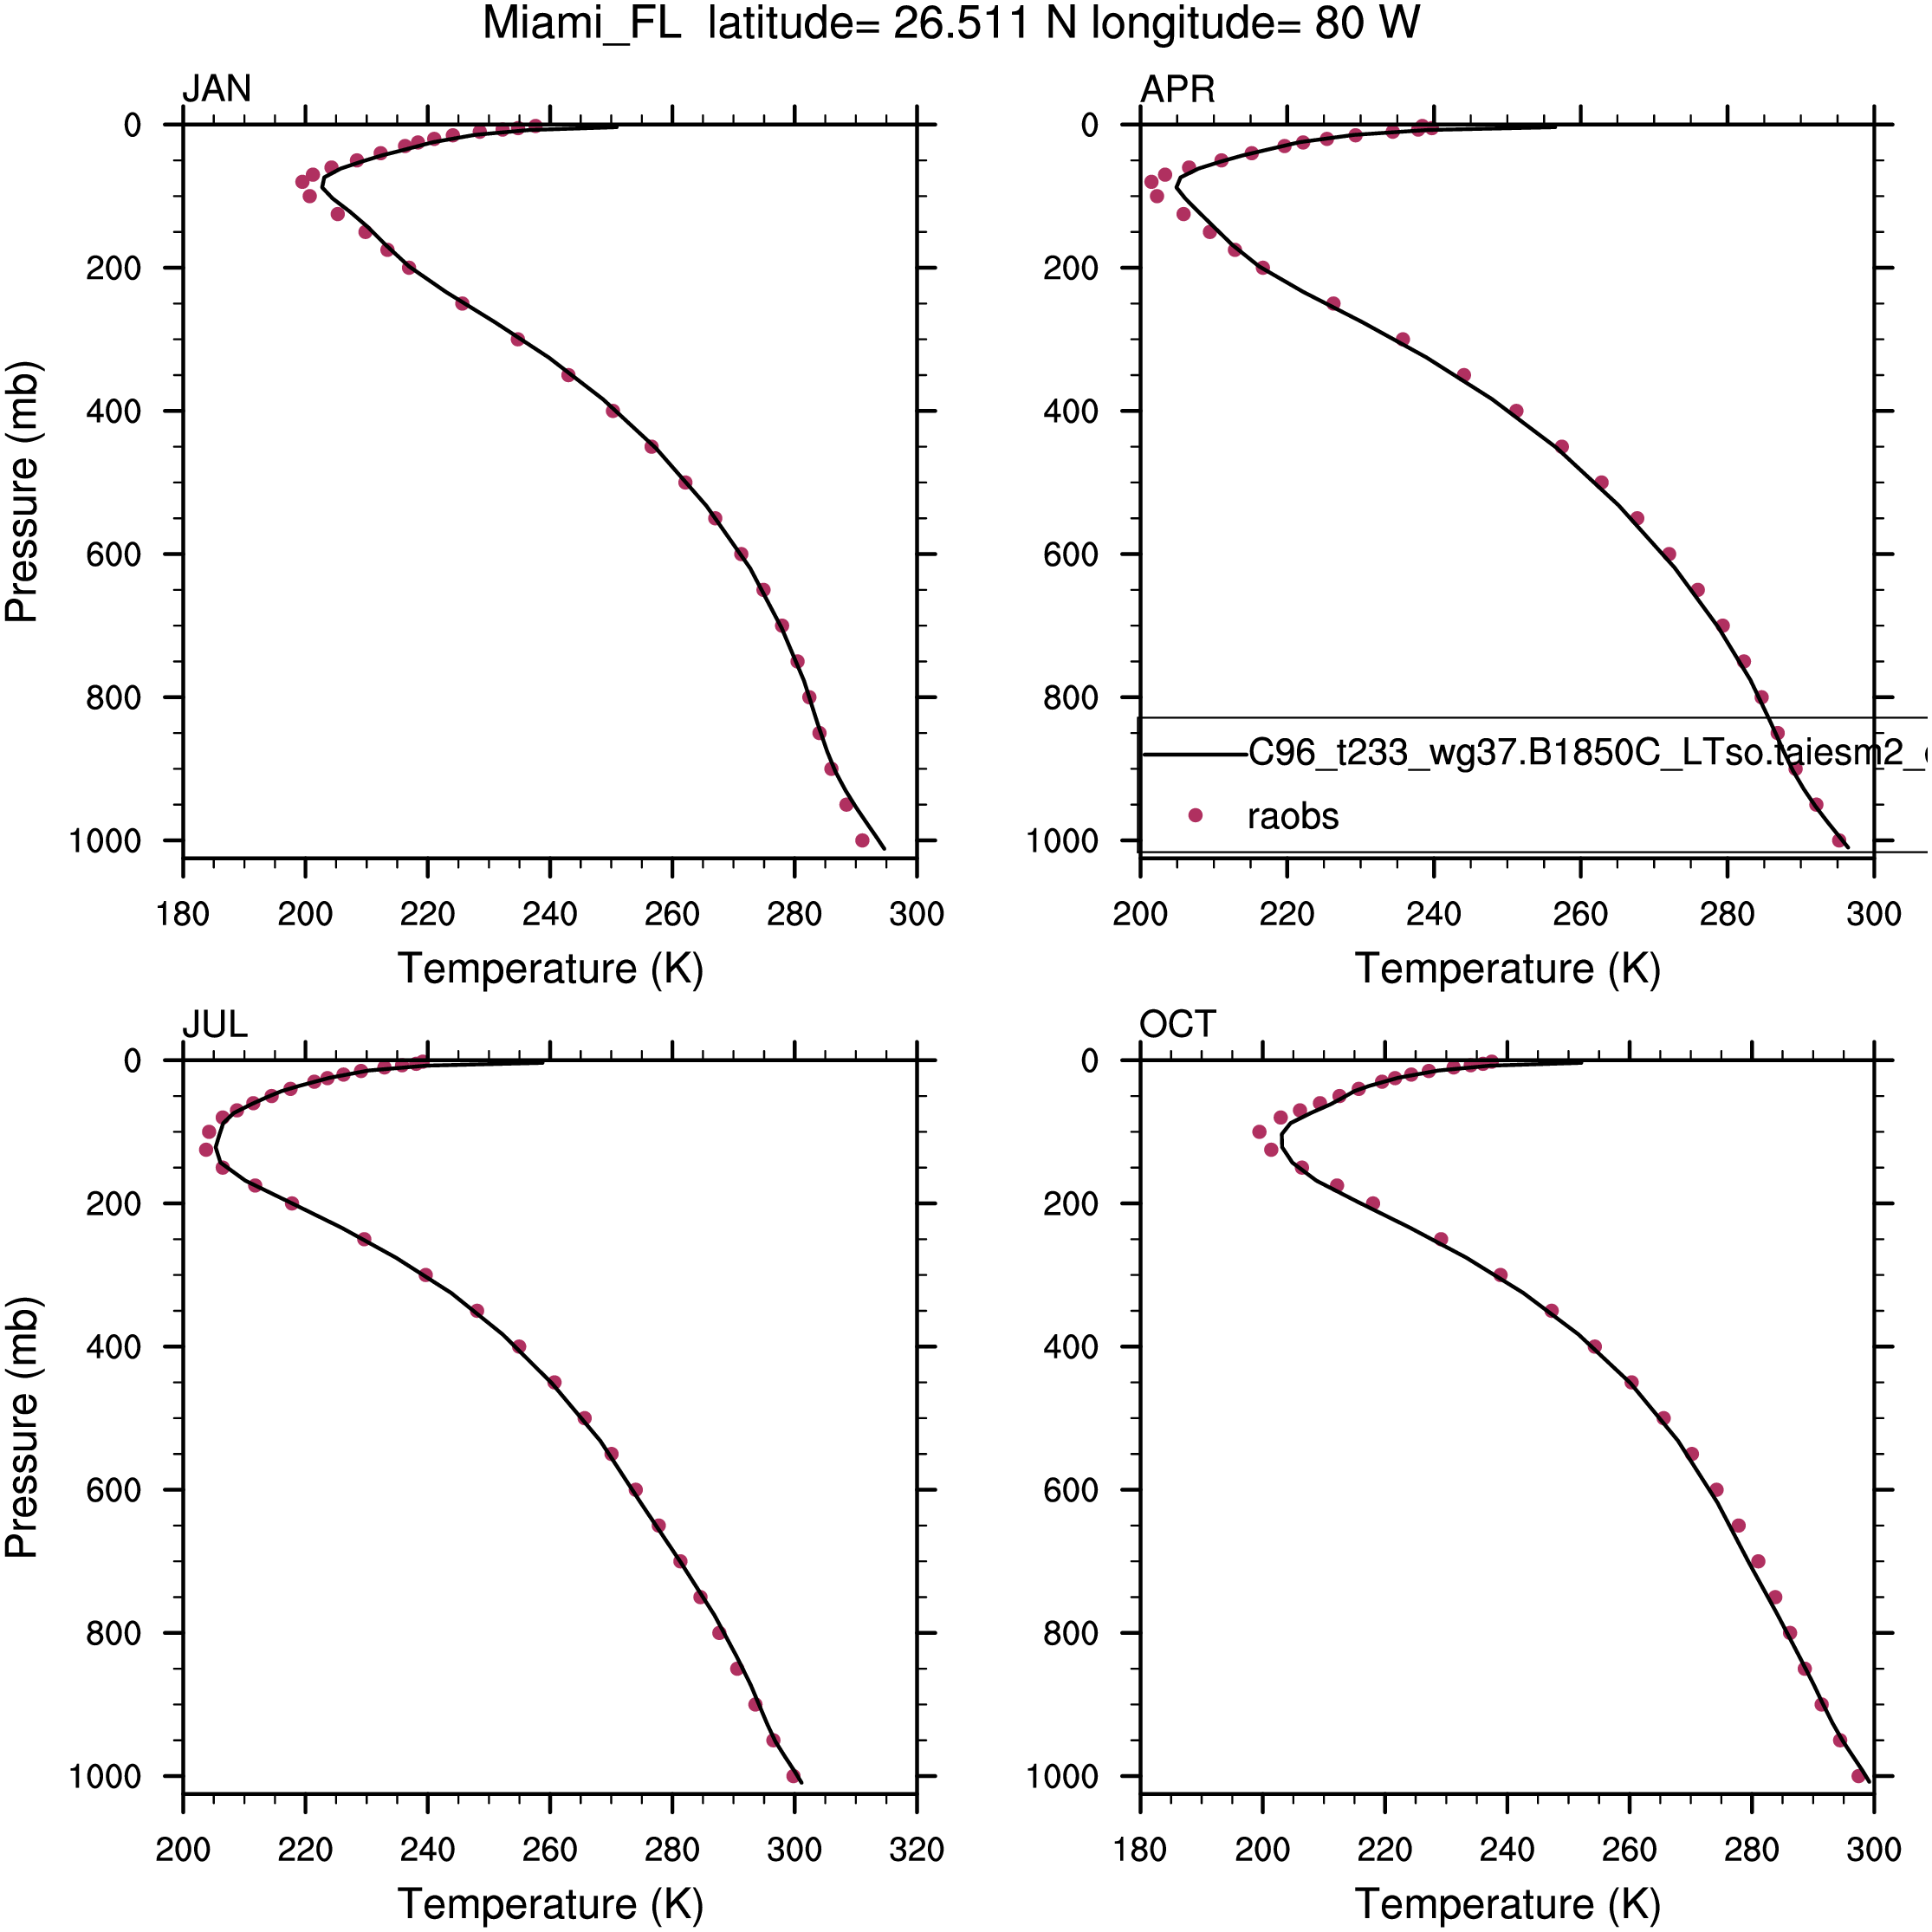 Miami_FL latitude= 26.511 N longitude= 80 W
JAN
0
200
400
600
800
1000
Pressure (mb)
180 200 220 240 260 280 300
Temperature (K)
APR
0
200
400
600
800
1000
C96_t233_wg37.B1850C_LTso.taiesm2_
raobs
200 220 240 260 280 300
Temperature (K)
JUL
0
200
400
600
800
1000
Pressure (mb)
200 220 240 260 280 300 320
Temperature (K)
OCT
0
200
400
600
800
1000
180 200 220 240 260 280 300
Temperature (K)